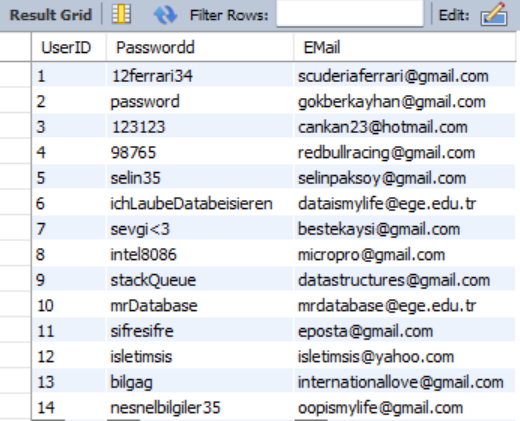 Result Grid Filter Rows: Edit:
UserID Passwordd EMail
1 12ferrari34 scuderiaferrari@gmail.com
2 password gokberkayhan@gmail.com
3 123123 cankan23@hotmail.com
4 98765 redbullracing@gmail.com
5 selin35 selinpaksoy@gmail.com
6 ichLaubeDatabeisieren dataismylife@ege.edu.tr
7 sevgi<3 bestekaysi@gmail.com
8 intel8086 micropro@gmail.com
9 stackQueue datastructures@gmail.com
10 mrDatabase mrdatabase@ege.edu.tr
11 sifresifre eposta@gmail.com
12 isletimsis isletimsis@yahoo.com
13 bilgag internationallove@gmail.com
14 nesnelbilgiler35 oopismylife@gmail.com